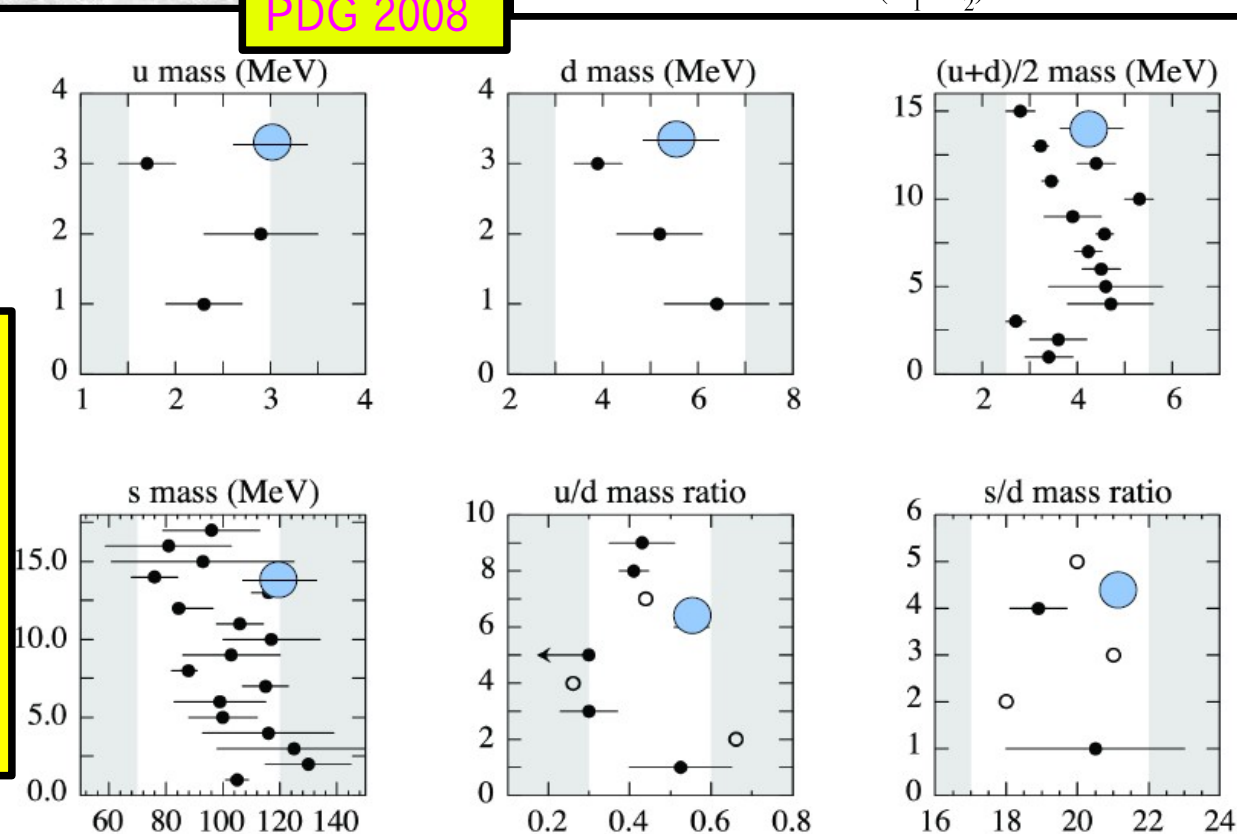 PDG 2008
u mass (MeV)
d mass (MeV)
(u+d)/2 mass (MeV)
4
3
2
1
0
1 2 3 4
4
3
2
1
0
2 4 6 8
15
10
5
0
2 4 6
s mass (MeV)
u/d mass ratio
s/d mass ratio
15.0
10.0
5.0
0.0
60 80 100 120 140
10
8
6
4
2
0
0.2 0.4 0.6 0.8
6
5
4
3
2
1
0
16 18 20 22 24